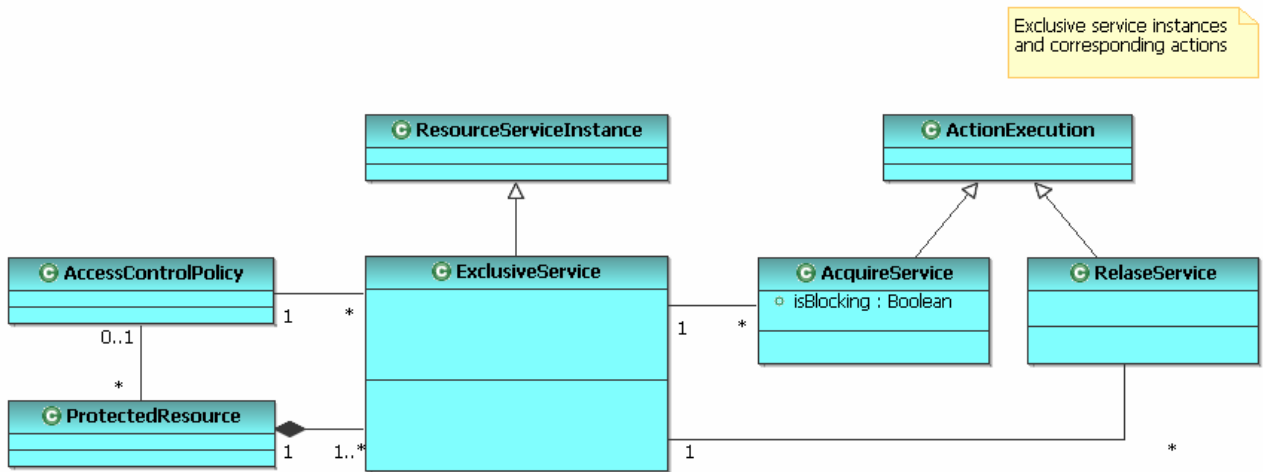 Exclusive service instances
and corresponding actions
C ResourceServiceInstance
C ActionExecution
C AccessControlPolicy
C ExclusiveService
C AcquireService
C RelaseService
isBlocking : Boolean
1
*
1
*
0..1
*
C ProtectedResource
1
1..*
1
*